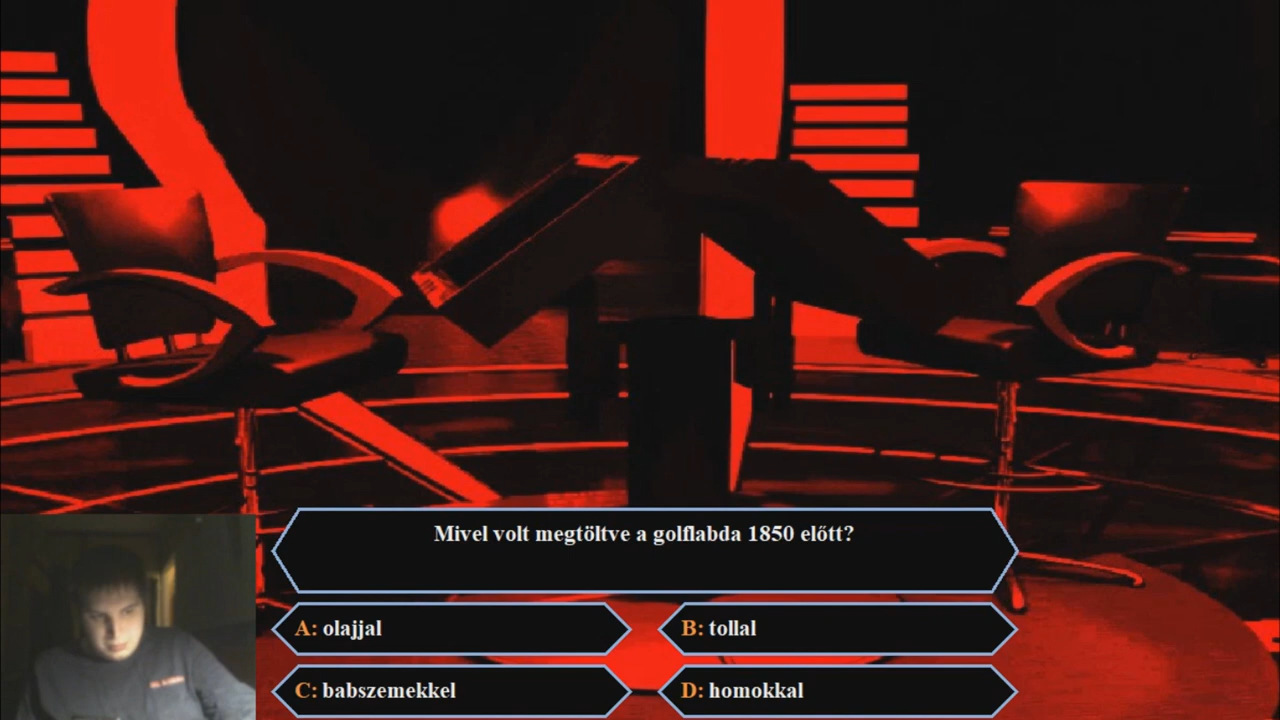 Mivel volt megtöltve a golflabda 1850 előtt?
A: olajjal
B: tollal
C: babszemekkel
D: homokkal